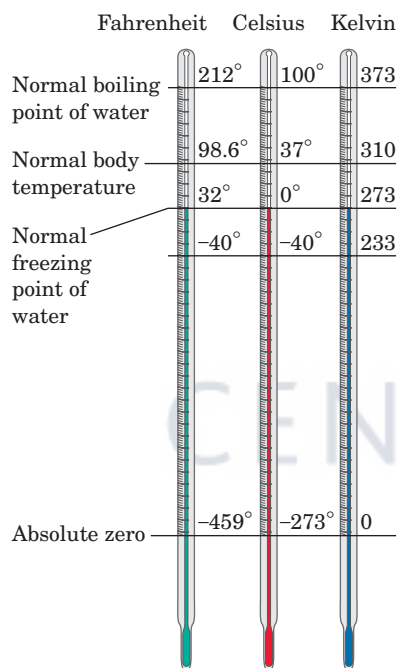 Fahrenheit Celsius Kelvin
212° 100° 373
Normal boiling
point of water
98.6° 37° 310
Normal body
temperature
32° 0° 273
Normal
freezing
point of
water
–40° –40° 233
CEN
–459° –273° 0
Absolute zero